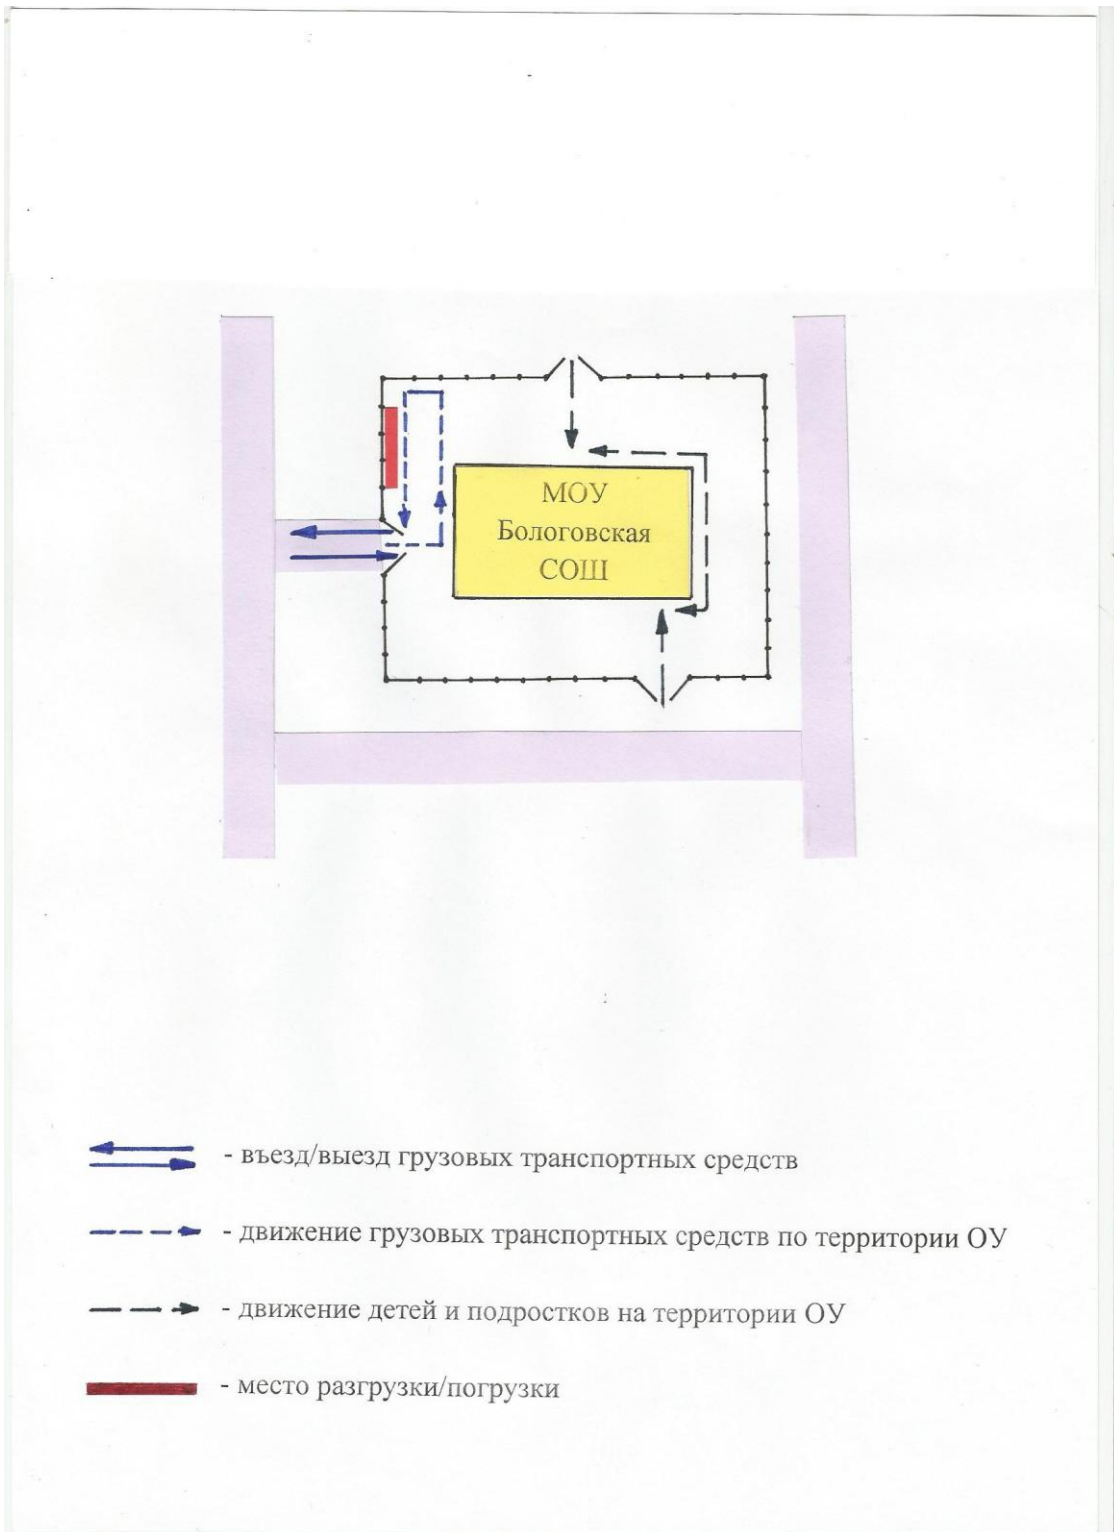 МОУ
Бологовская
СОШ
- въезд/выезд грузовых транспортных средств
- движение грузовых транспортных средств по территории ОУ
- движение детей и подростков на территории ОУ
- место разгрузки/погрузки